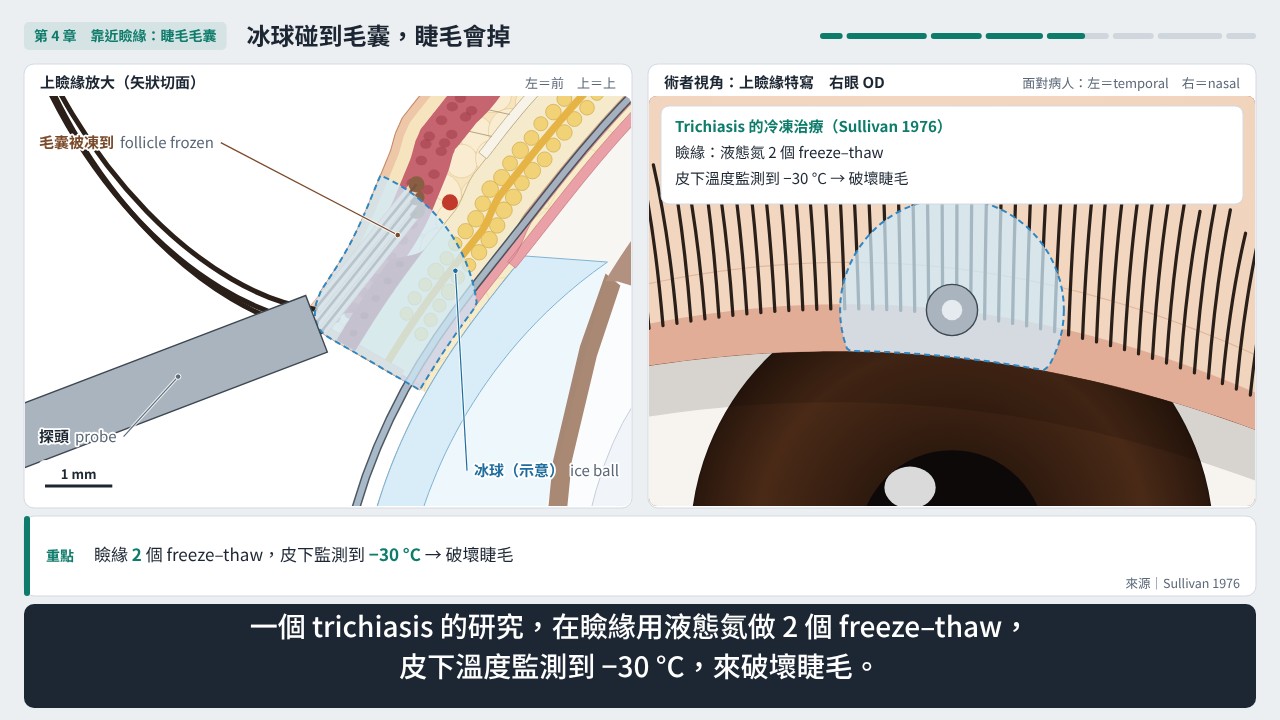 第 4 章　靠近瞼緣：睫毛毛囊
冰球碰到毛囊，睫毛會掉
上瞼緣放大（矢狀切面）
左＝前　上＝上
毛囊被凍到 follicle frozen
探頭 probe
1 mm
冰球（示意） ice ball
術者視角：上瞼緣特寫　右眼 OD
面對病人：左＝temporal　右＝nasal
Trichiasis 的冷凍治療（Sullivan 1976）
瞼緣：液態氮 2 個 freeze–thaw
皮下溫度監測到 −30 °C → 破壞睫毛
重點　瞼緣 2 個 freeze–thaw，皮下監測到 −30 °C → 破壞睫毛
來源｜Sullivan 1976
一個 trichiasis 的研究，在瞼緣用液態氮做 2 個 freeze–thaw，
皮下溫度監測到 −30 °C，來破壞睫毛。